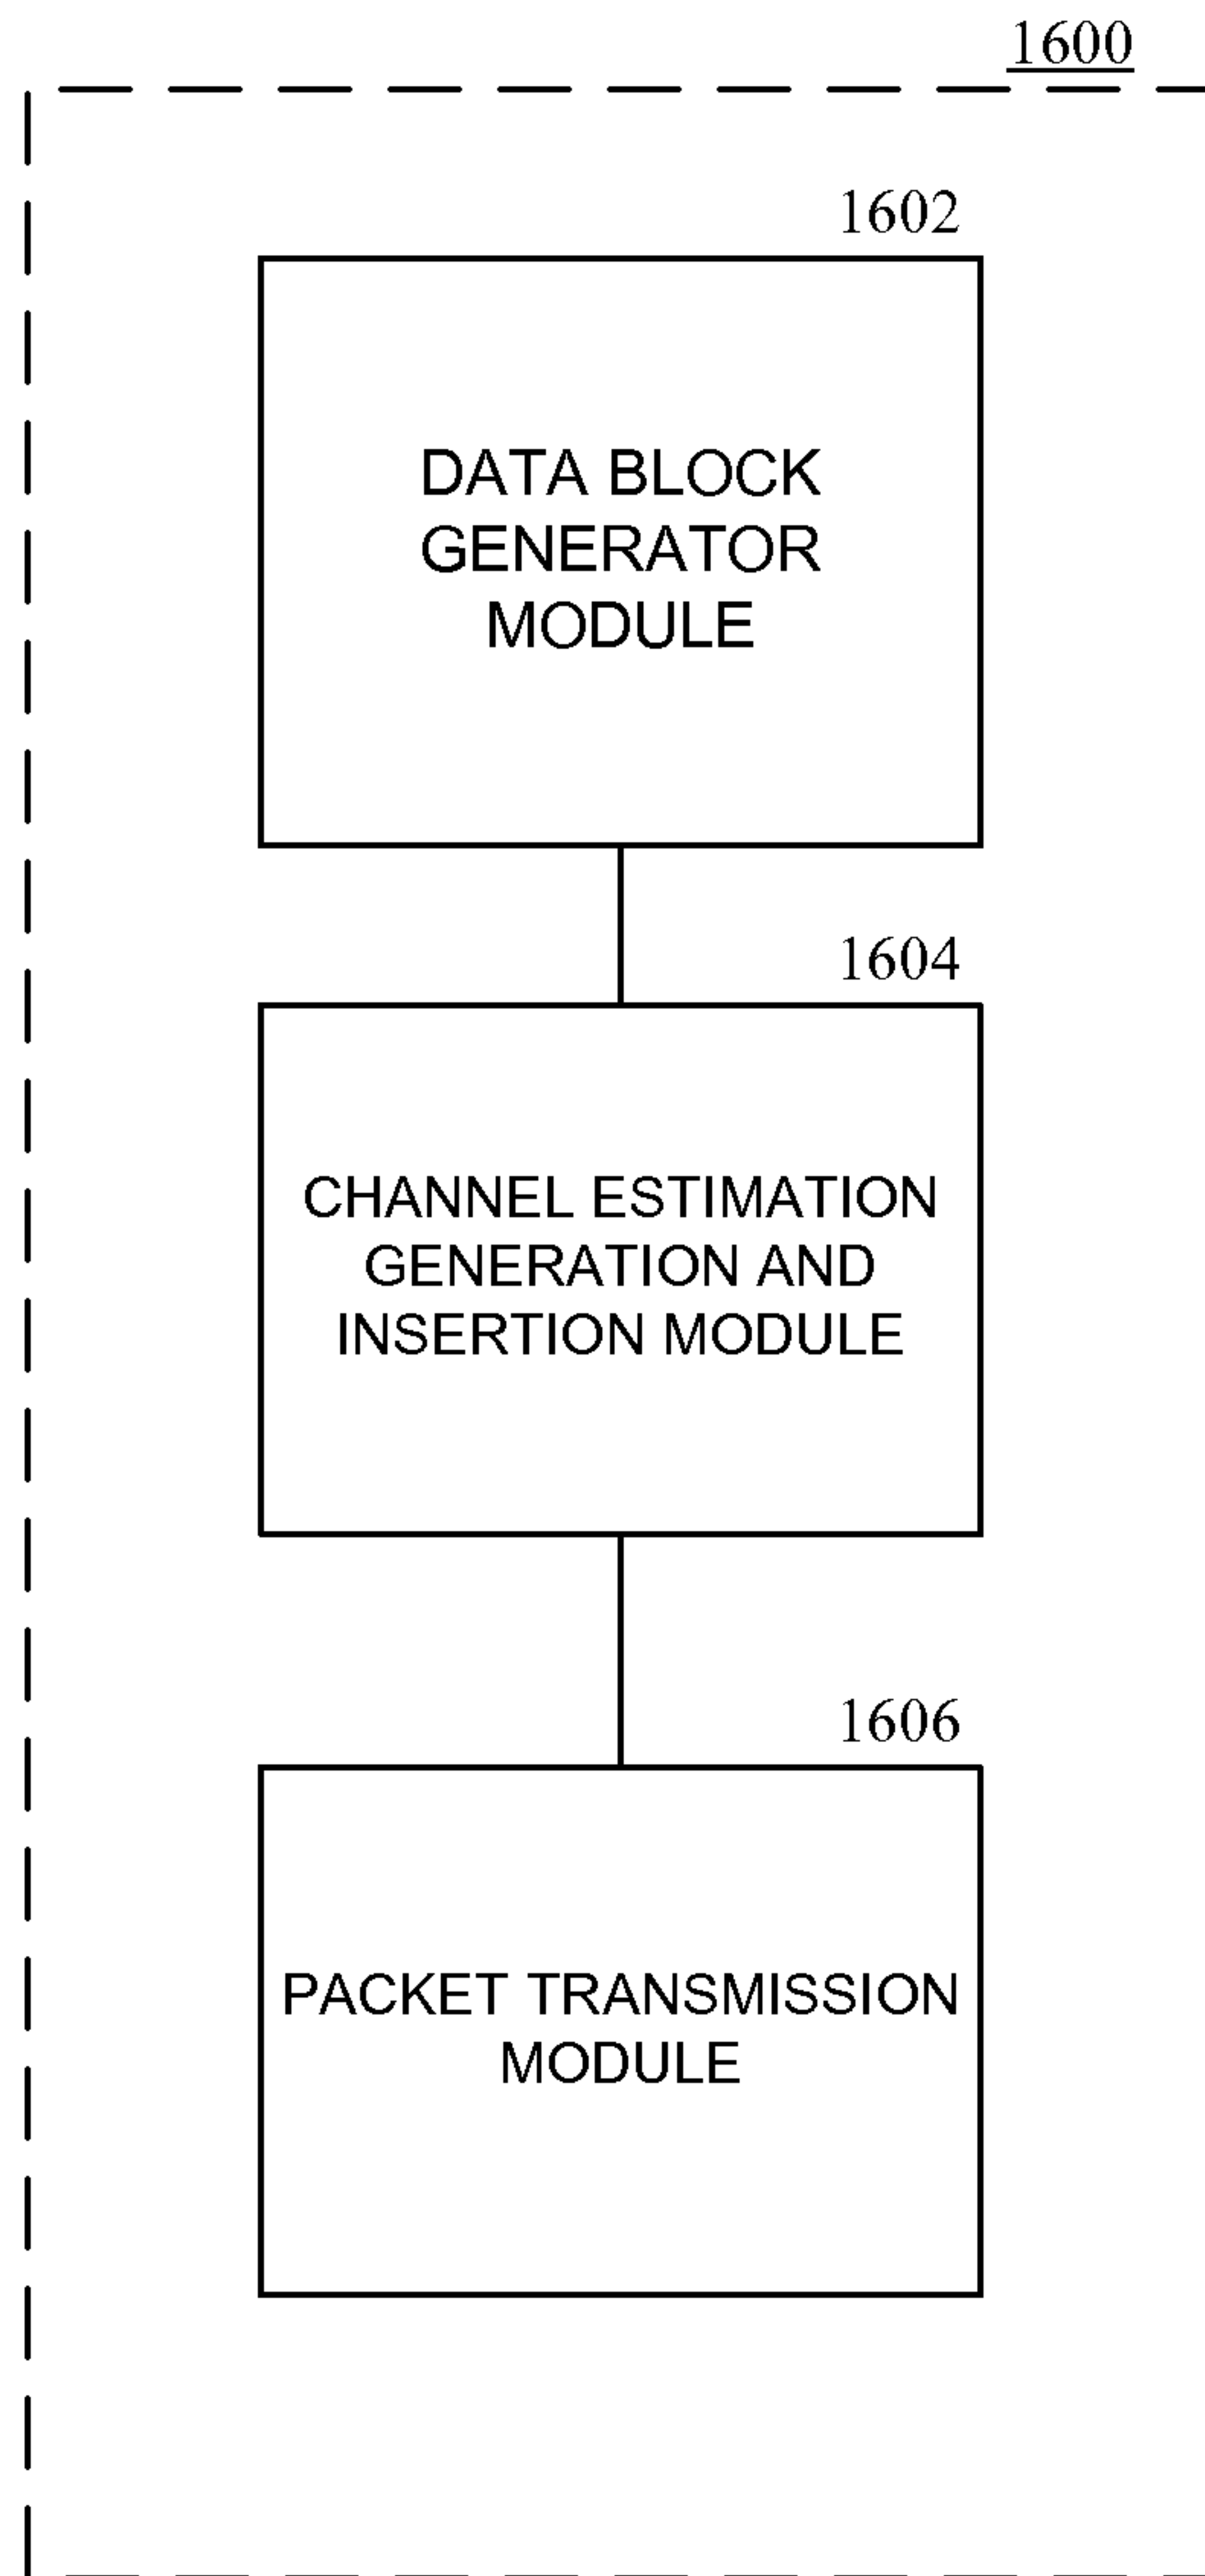 1600
1602
DATA BLOCK
GENERATOR
MODULE
1604
CHANNEL ESTIMATION
GENERATION AND
INSERTION MODULE
1606
PACKET TRANSMISSION
MODULE